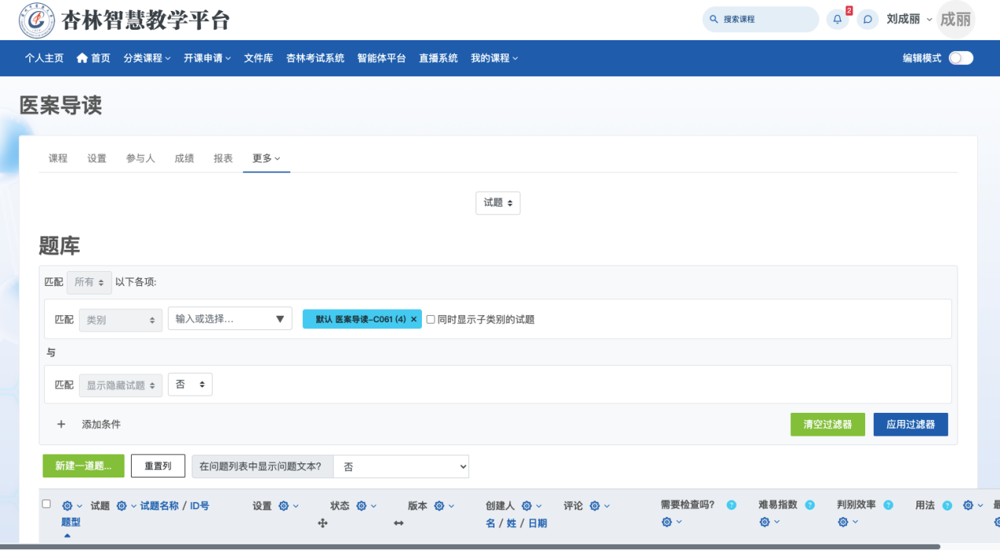 杏林智慧教学平台
搜索课程
2
刘成丽
成丽
个人主页 首页 分类课程 开课申请 文件库 杏林考试系统 智能体平台 直播系统 我的课程 编辑模式
医案导读
课程 设置 参与人 成绩 报表 更多
试题
题库
匹配 所有 以下各项:
匹配 类别 输入或选择... ▼ 默认 医案导读-C061 (4) × 同时显示子类别的试题
与
匹配 显示隐藏试题 否
+ 添加条件 清空过滤器 应用过滤器
新建一道题... 重置列 在问题列表中显示问题文本? 否
试题 试题名称 / ID号 设置 状态 版本 创建人 评论 需要检查吗? ? 难易指数 ? 判别效率 ? 用法 ?
题型 名 / 姓 / 日期